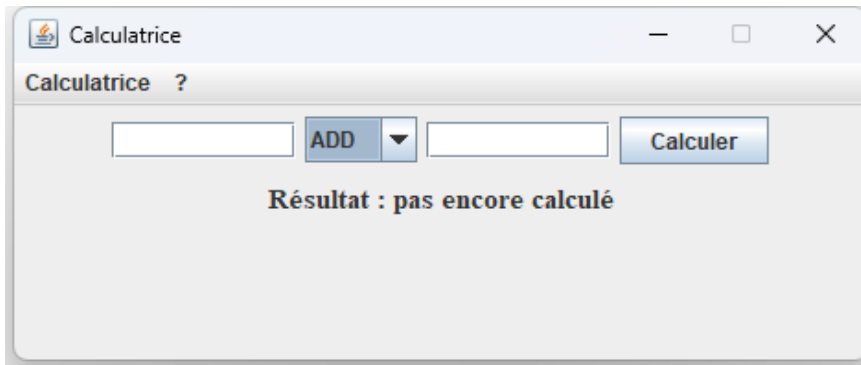 Calculatrice
Calculatrice ?
ADD Calculer
Résultat : pas encore calculé